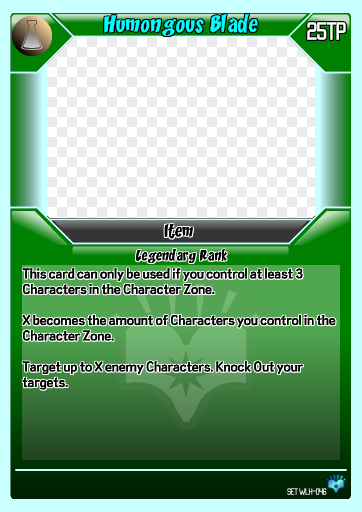 Humongous Blade
25TP
Item
Legendary Rank
This card can only be used if you control at least 3
Characters in the Character Zone.
X becomes the amount of Characters you control in the
Character Zone.
Target up to X enemy Characters. Knock Out your
targets.
SET WLH-046